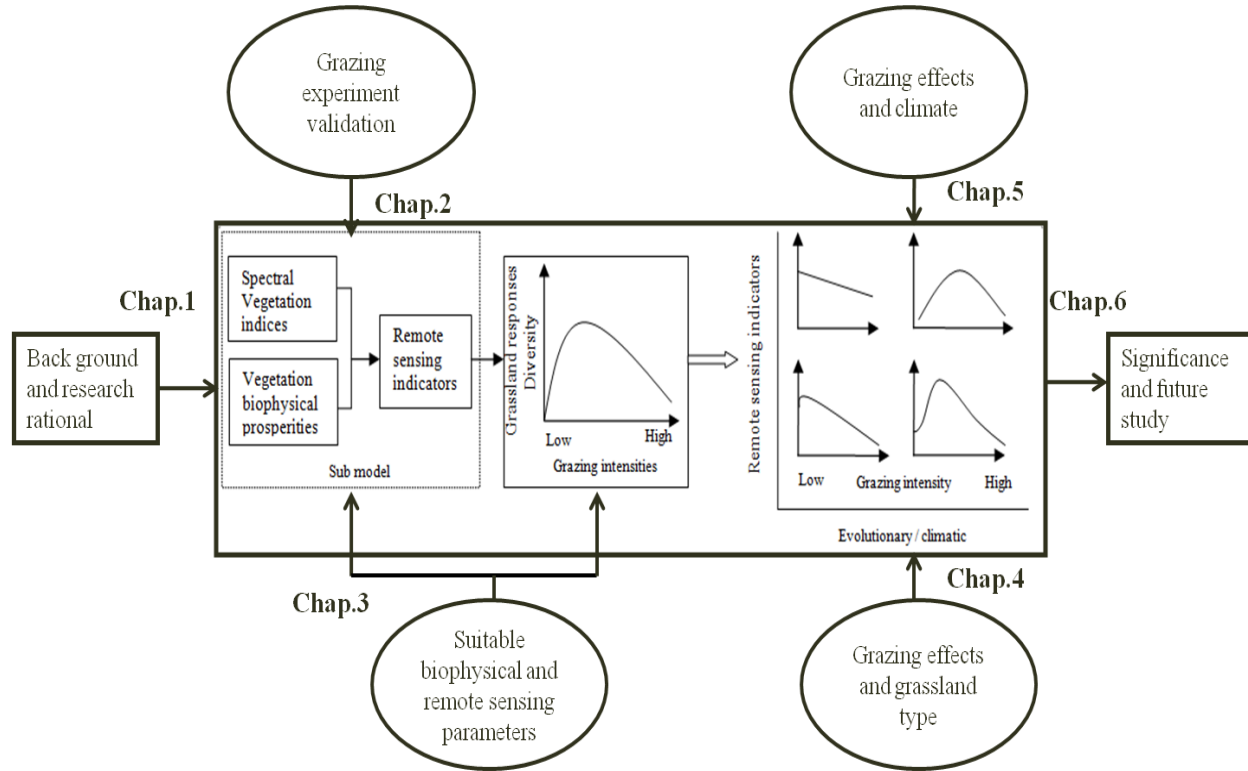 Grazing
experiment
validation
Grazing effects
and climate
Chap.2
Chap.5
Chap.1
Back ground
and research
rational
Spectral
Vegetation
indices
Vegetation
biophysical
prosperities
Remote
sensing
indicators
Sub model
Grassland responses
Diversity
Low
High
Grazing intensities
Remote sensing indicators
Low
Grazing intensity
High
Evolutionary / climatic
Chap.6
Significance
and future
study
Chap.3
Suitable
biophysical and
remote sensing
parameters
Chap.4
Grazing effects
and grassland
type